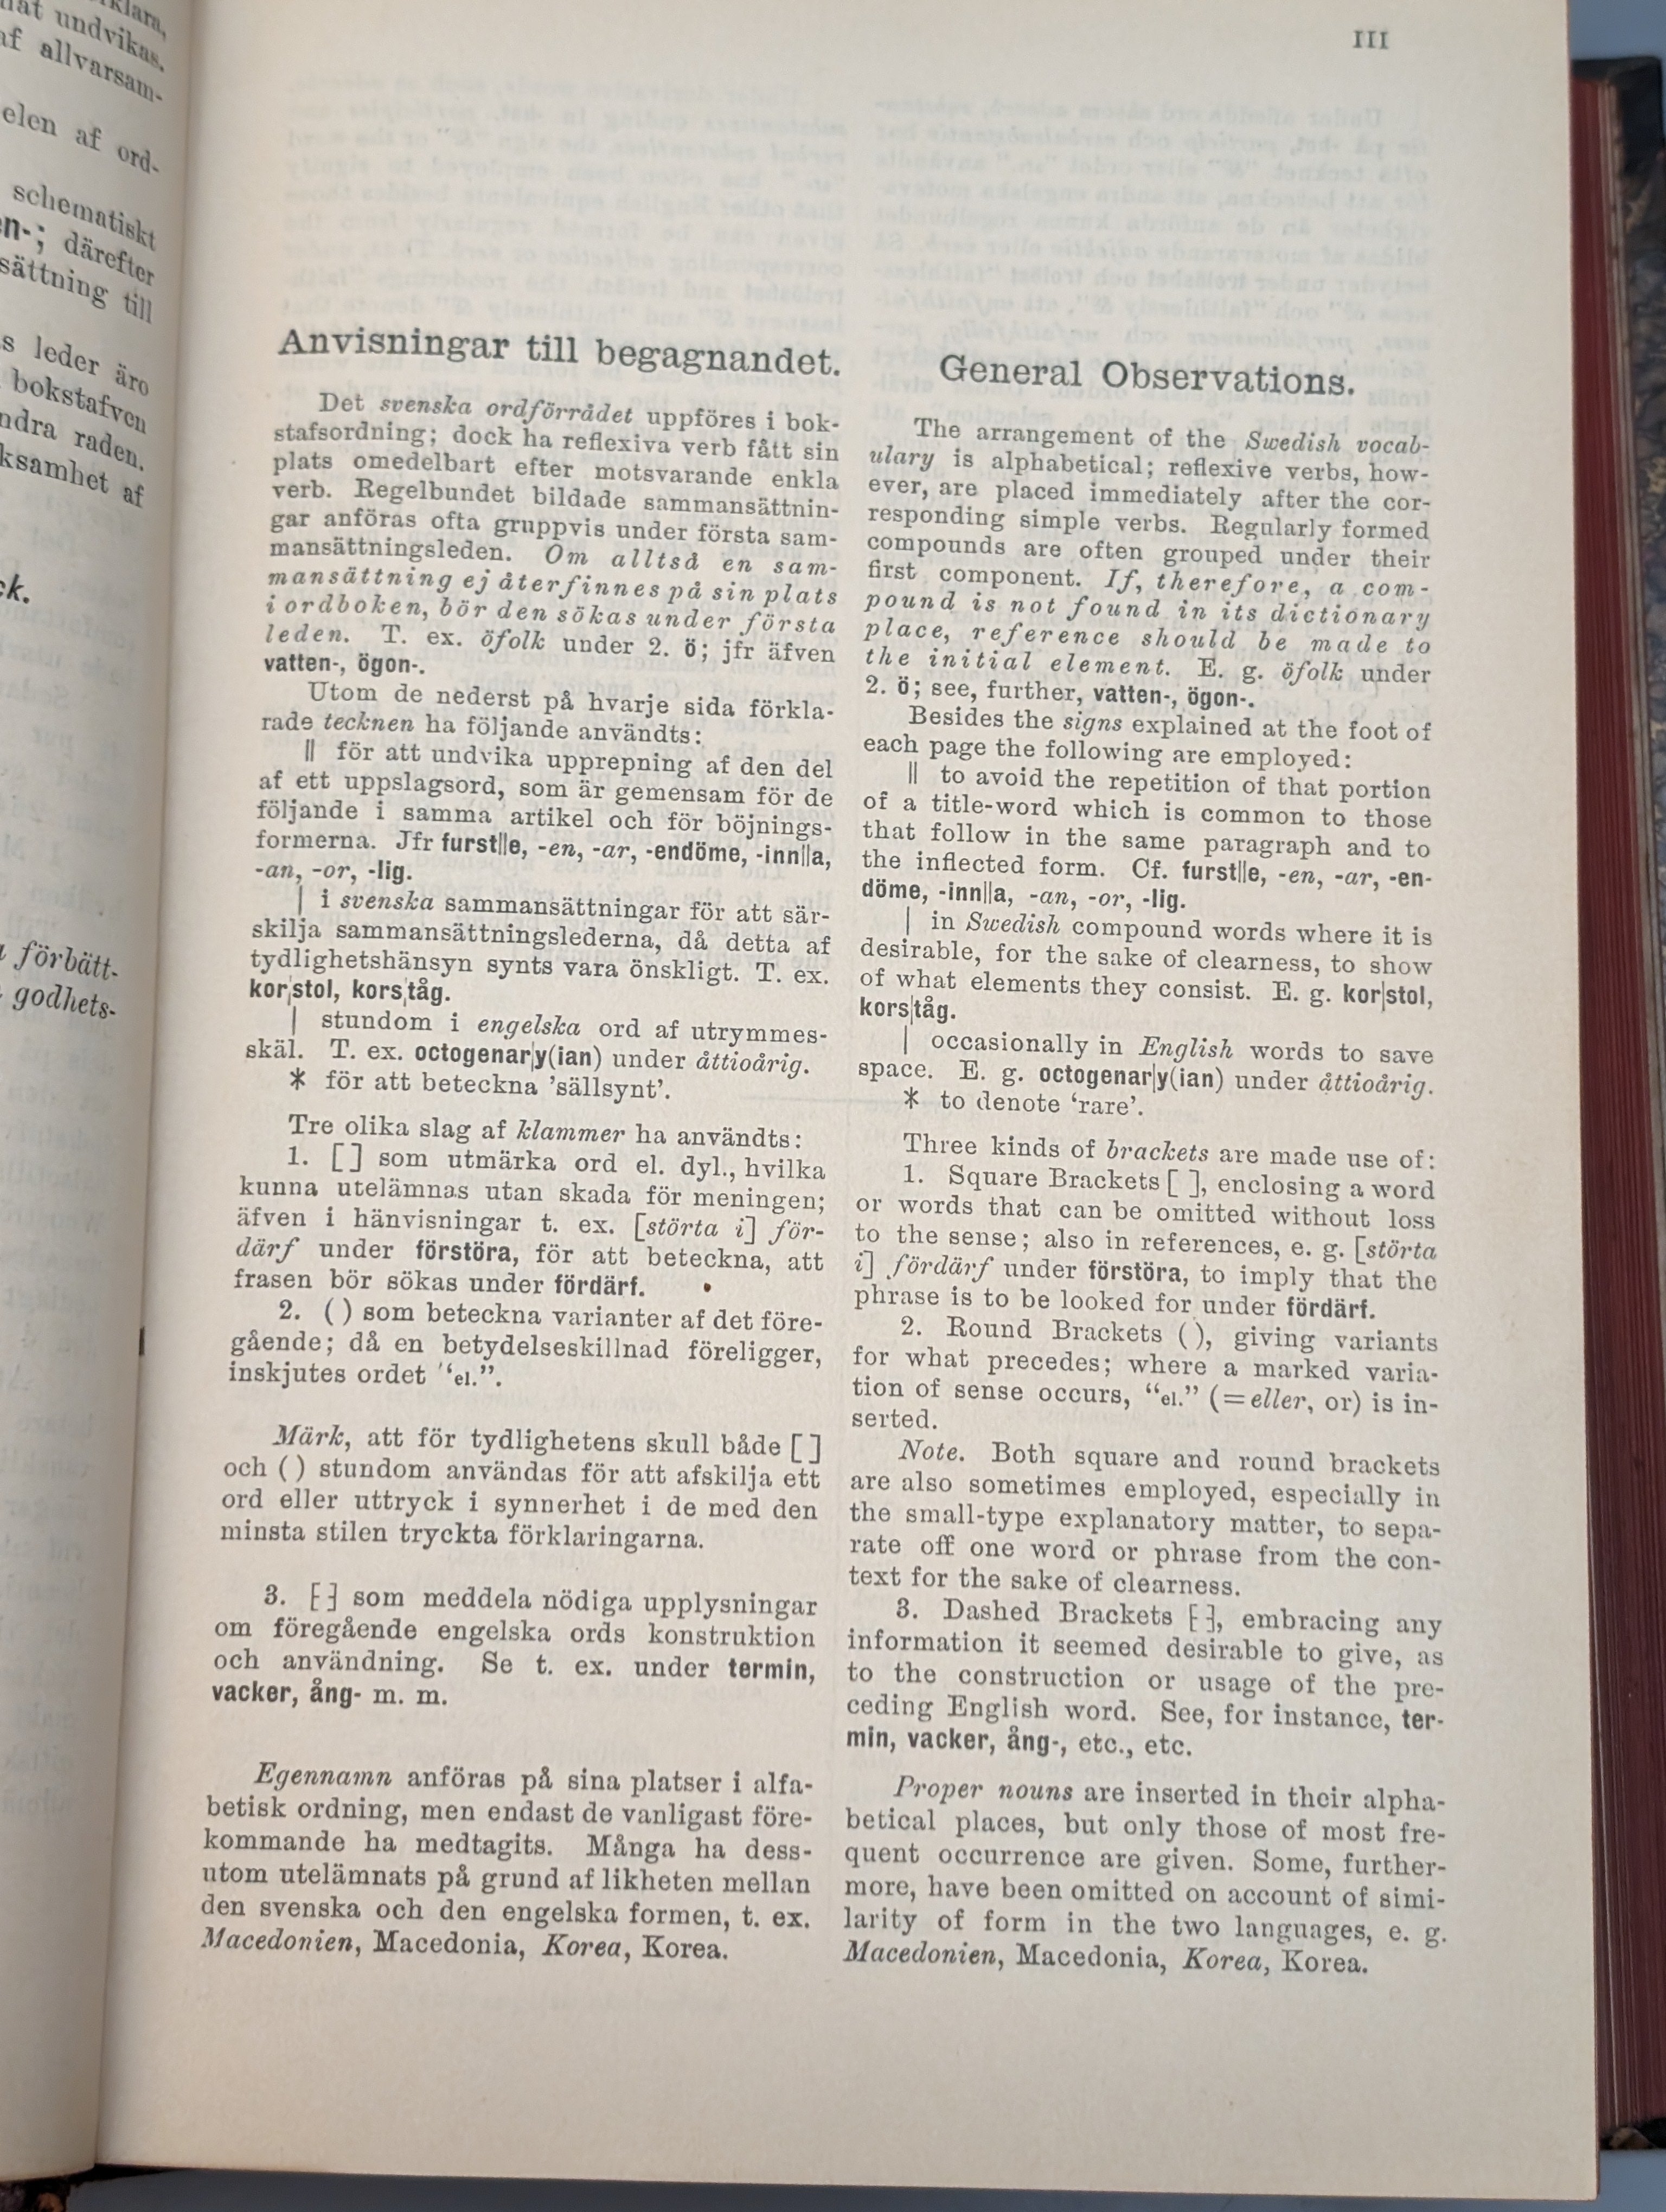 klara,
nat undvikas.
af allvarsam-
elen af ord-
schematiskt
en-; därefter
sättning till
s leder äro
bokstafven
ndra raden.
ksamhet af
ck.
förbätt-
godhets-
III
Anvisningar till begagnandet.
Det svenska ordförrådet uppföres i bok-
stafsordning; dock ha reflexiva verb fått sin
plats omedelbart efter motsvarande enkla
verb. Regelbundet bildade sammansättnin-
gar anföras ofta gruppvis under första sam-
mansättningsleden. Om alltså en sam-
mansättning ej återfinnes på sin plats
i ordboken, bör den sökas under första
leden. T. ex. öfolk under 2. ö; jfr äfven
vatten-, ögon-.
Utom de nederst på hvarje sida förkla-
rade tecknen ha följande användts:
|| för att undvika upprepning af den del
af ett uppslagsord, som är gemensam för de
följande i samma artikel och för böjnings-
formerna. Jfr furst||e, -en, -ar, -endöme, -inn||a,
-an, -or, -lig.
| i svenska sammansättningar för att sär-
skilja sammansättningslederna, då detta af
tydlighetshänsyn synts vara önskligt. T. ex.
kor|stol, kors|tåg.
| stundom i engelska ord af utrymmes-
skäl. T. ex. octogenar|y(ian) under åttioårig.
* för att beteckna 'sällsynt'.
Tre olika slag af klammer ha användts:
1. [ ] som utmärka ord el. dyl., hvilka
kunna utelämnas utan skada för meningen;
äfven i hänvisningar t. ex. [störta i] för-
därf under förstöra, för att beteckna, att
frasen bör sökas under fördärf.
2. ( ) som beteckna varianter af det före-
gående; då en betydelseskillnad föreligger,
inskjutes ordet “el.”.
Märk, att för tydlighetens skull både [ ]
och ( ) stundom användas för att afskilja ett
ord eller uttryck i synnerhet i de med den
minsta stilen tryckta förklaringarna.
3. [-] som meddela nödiga upplysningar
om föregående engelska ords konstruktion
och användning. Se t. ex. under termin,
vacker, ång- m. m.
Egennamn anföras på sina platser i alfa-
betisk ordning, men endast de vanligast före-
kommande ha medtagits. Många ha dess-
utom utelämnats på grund af likheten mellan
den svenska och den engelska formen, t. ex.
Macedonien, Macedonia, Korea, Korea.
General Observations.
The arrangement of the Swedish vocab-
ulary is alphabetical; reflexive verbs, how-
ever, are placed immediately after the cor-
responding simple verbs. Regularly formed
compounds are often grouped under their
first component. If, therefore, a com-
pound is not found in its dictionary
place, reference should be made to
the initial element. E. g. öfolk under
2. ö; see, further, vatten-, ögon-.
Besides the signs explained at the foot of
each page the following are employed:
|| to avoid the repetition of that portion
of a title-word which is common to those
that follow in the same paragraph and to
the inflected form. Cf. furst||e, -en, -ar, -en-
döme, -inn||a, -an, -or, -lig.
| in Swedish compound words where it is
desirable, for the sake of clearness, to show
of what elements they consist. E. g. kor|stol,
kors|tåg.
| occasionally in English words to save
space. E. g. octogenar|y(ian) under åttioårig.
* to denote ‘rare’.
Three kinds of brackets are made use of:
1. Square Brackets [ ], enclosing a word
or words that can be omitted without loss
to the sense; also in references, e. g. [störta
i] fördärf under förstöra, to imply that the
phrase is to be looked for under fördärf.
2. Round Brackets ( ), giving variants
for what precedes; where a marked varia-
tion of sense occurs, “el.” (=eller, or) is in-
serted.
Note. Both square and round brackets
are also sometimes employed, especially in
the small-type explanatory matter, to sepa-
rate off one word or phrase from the con-
text for the sake of clearness.
3. Dashed Brackets [-], embracing any
information it seemed desirable to give, as
to the construction or usage of the pre-
ceding English word. See, for instance, ter-
min, vacker, ång-, etc., etc.
Proper nouns are inserted in their alpha-
betical places, but only those of most fre-
quent occurrence are given. Some, further-
more, have been omitted on account of simi-
larity of form in the two languages, e. g.
Macedonien, Macedonia, Korea, Korea.